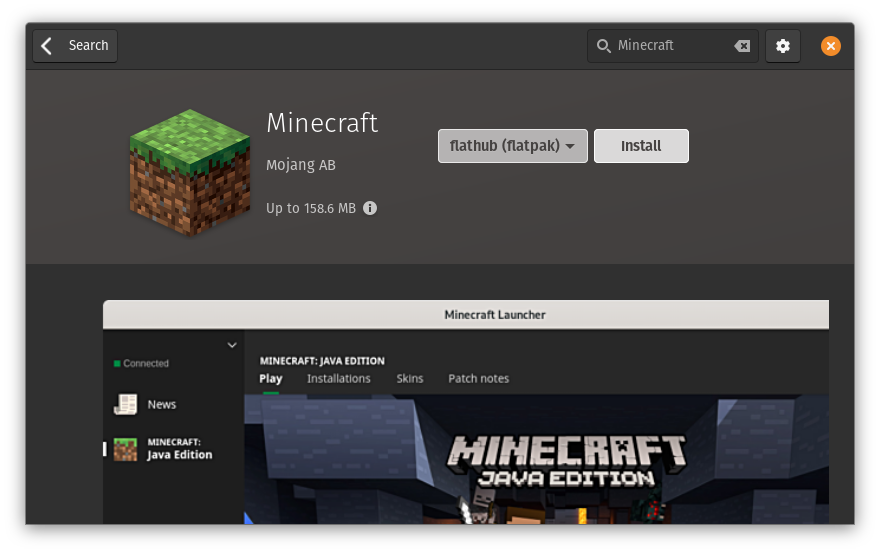 Search
Minecraft
Minecraft
Mojang AB
Up to 158.6 MB
flathub (flatpak)
Install
Minecraft Launcher
Connected
News
MINECRAFT:
Java Edition
MINECRAFT: JAVA EDITION
Play Installations Skins Patch notes
MINECRAFT
JAVA EDITION